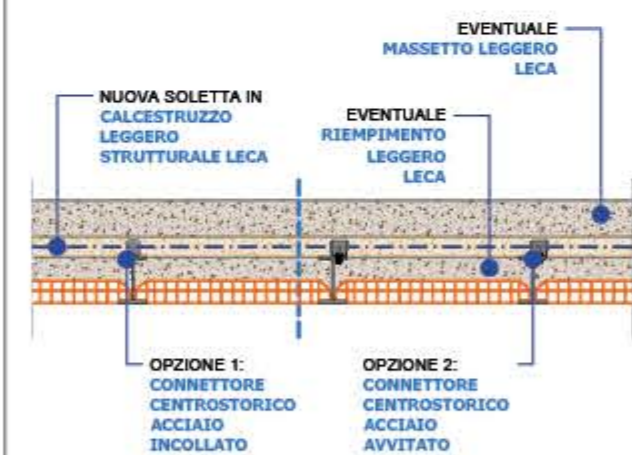 EVENTUALE
MASSETTO LEGGERO
LECA
NUOVA SOLETTA IN
CALCESTRUZZO
LEGGERO
STRUTTURALE LECA
EVENTUALE
RIEMPIMENTO
LEGGERO
LECA
OPZIONE 1:
CONNETTORE
CENTROSTORICO
ACCIAIO
INCOLLATO
OPZIONE 2:
CONNETTORE
CENTROSTORICO
ACCIAIO
AVVITATO